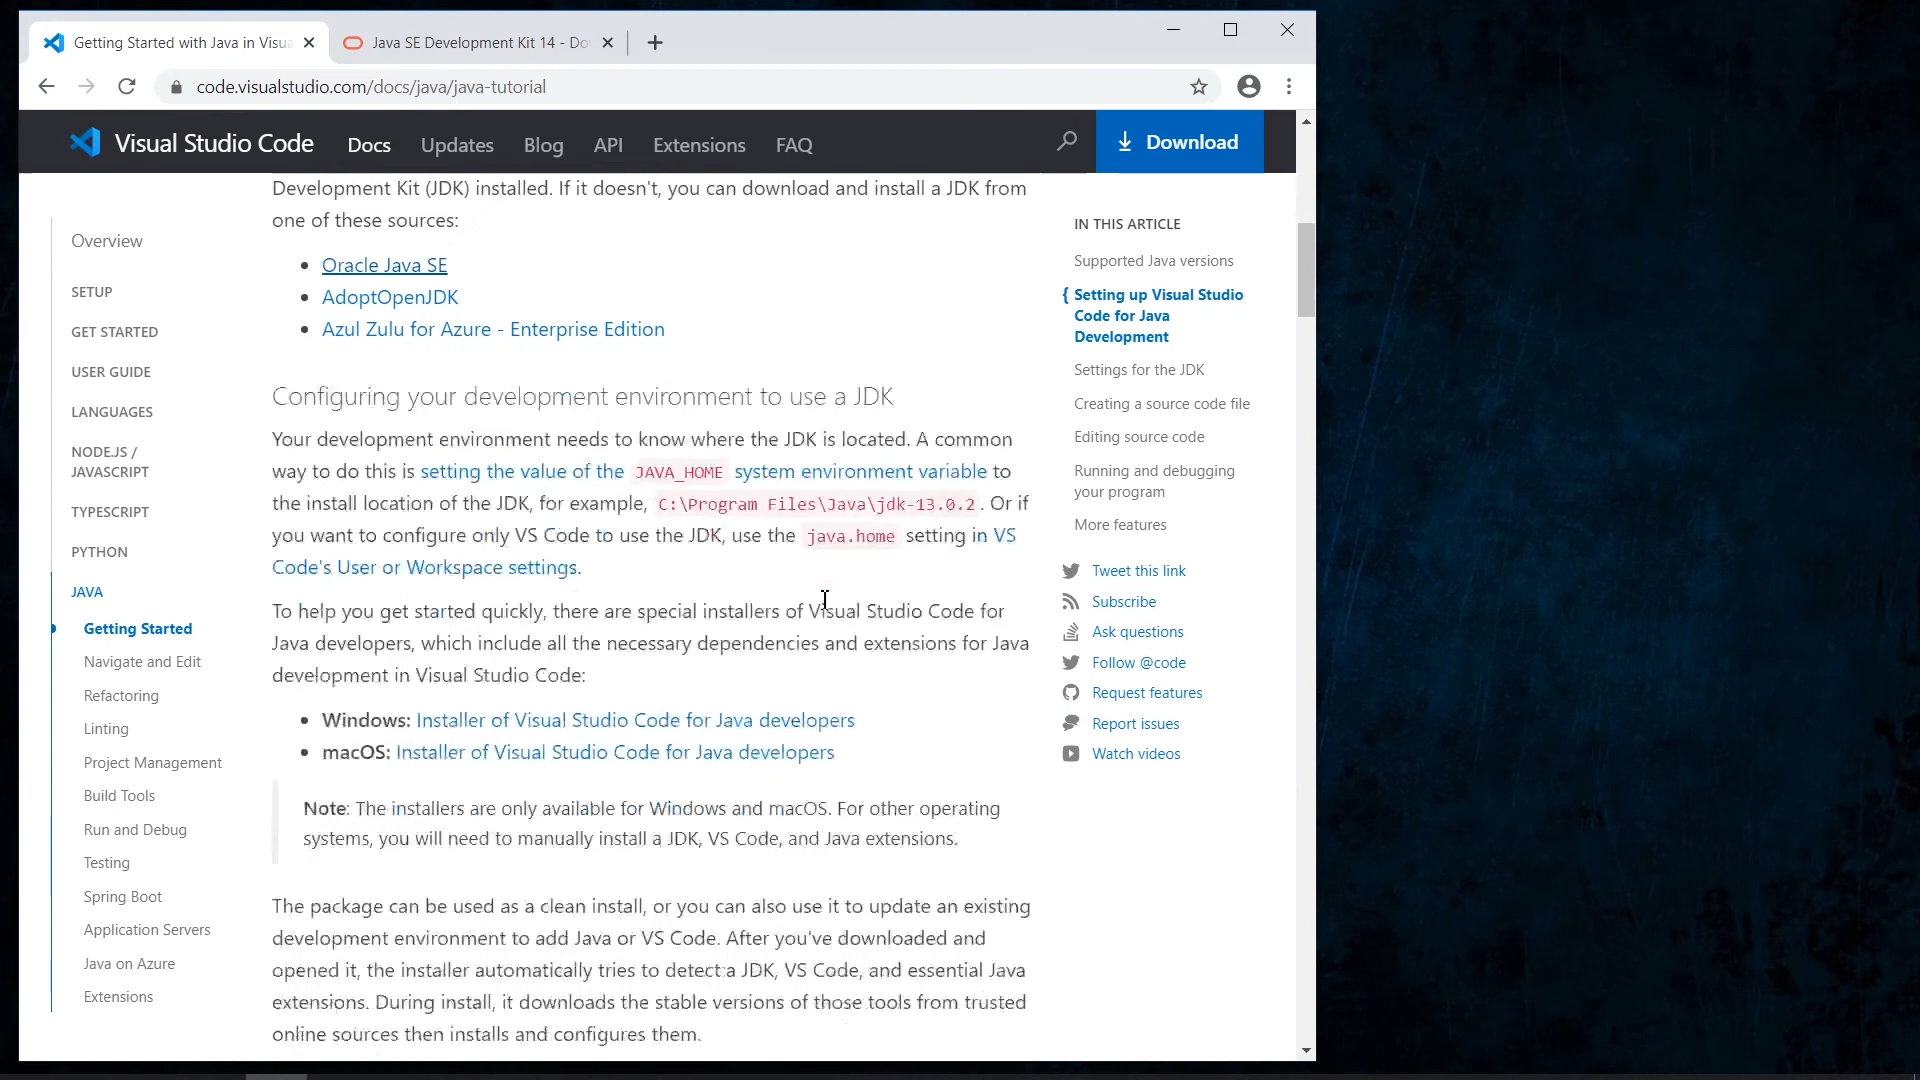 Getting Started with Java in Visua
Java SE Development Kit 14 - Do
code.visualstudio.com/docs/java/java-tutorial
Visual Studio Code
Docs
Updates
Blog
API
Extensions
FAQ
Download
Overview
SETUP
GET STARTED
USER GUIDE
LANGUAGES
NODE.JS /
JAVASCRIPT
TYPESCRIPT
PYTHON
JAVA
Getting Started
Navigate and Edit
Refactoring
Linting
Project Management
Build Tools
Run and Debug
Testing
Spring Boot
Application Servers
Java on Azure
Extensions
Development Kit (JDK) installed. If it doesn't, you can download and install a JDK from
one of these sources:
• Oracle Java SE
• AdoptOpenJDK
• Azul Zulu for Azure - Enterprise Edition
Configuring your development environment to use a JDK
Your development environment needs to know where the JDK is located. A common
way to do this is setting the value of the JAVA_HOME system environment variable to
the install location of the JDK, for example, C:\Program Files\Java\jdk-13.0.2. Or if
you want to configure only VS Code to use the JDK, use the java.home setting in VS
Code's User or Workspace settings.
To help you get started quickly, there are special installers of Visual Studio Code for
Java developers, which include all the necessary dependencies and extensions for Java
development in Visual Studio Code:
• Windows: Installer of Visual Studio Code for Java developers
• macOS: Installer of Visual Studio Code for Java developers
Note: The installers are only available for Windows and macOS. For other operating
systems, you will need to manually install a JDK, VS Code, and Java extensions.
The package can be used as a clean install, or you can also use it to update an existing
development environment to add Java or VS Code. After you've downloaded and
opened it, the installer automatically tries to detect a JDK, VS Code, and essential Java
extensions. During install, it downloads the stable versions of those tools from trusted
online sources then installs and configures them.
IN THIS ARTICLE
Supported Java versions
{ Setting up Visual Studio
Code for Java
Development
Settings for the JDK
Creating a source code file
Editing source code
Running and debugging
your program
More features
Tweet this link
Subscribe
Ask questions
Follow @code
Request features
Report issues
Watch videos